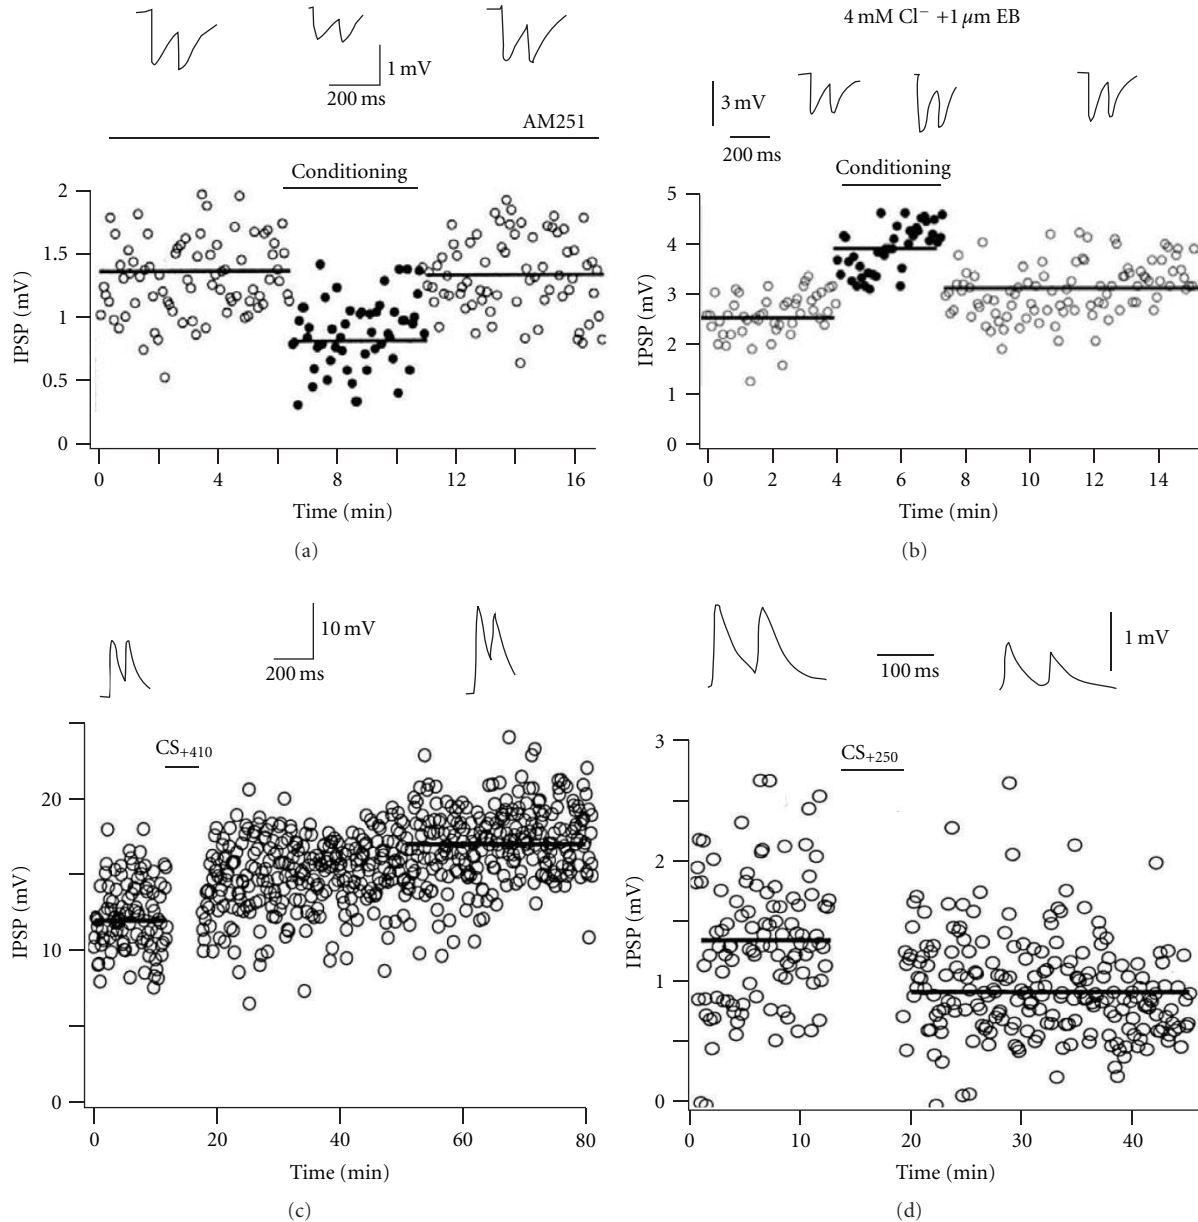 1 mV
200 ms
AM251
Conditioning
2
1.5
1
0.5
0
IPSP (mV)
0 4 8 12 16
Time (min)
(a)
4 mM Cl⁻ +1 μm EB
3 mV
200 ms
Conditioning
5
4
3
2
1
0
IPSP (mV)
0 2 4 6 8 10 12 14
Time (min)
(b)
10 mV
200 ms
CS₊₄₁₀
20
10
0
IPSP (mV)
0 20 40 60 80
Time (min)
(c)
1 mV
100 ms
CS₊₂₅₀
3
2
1
0
IPSP (mV)
0 10 20 30 40
Time (min)
(d)